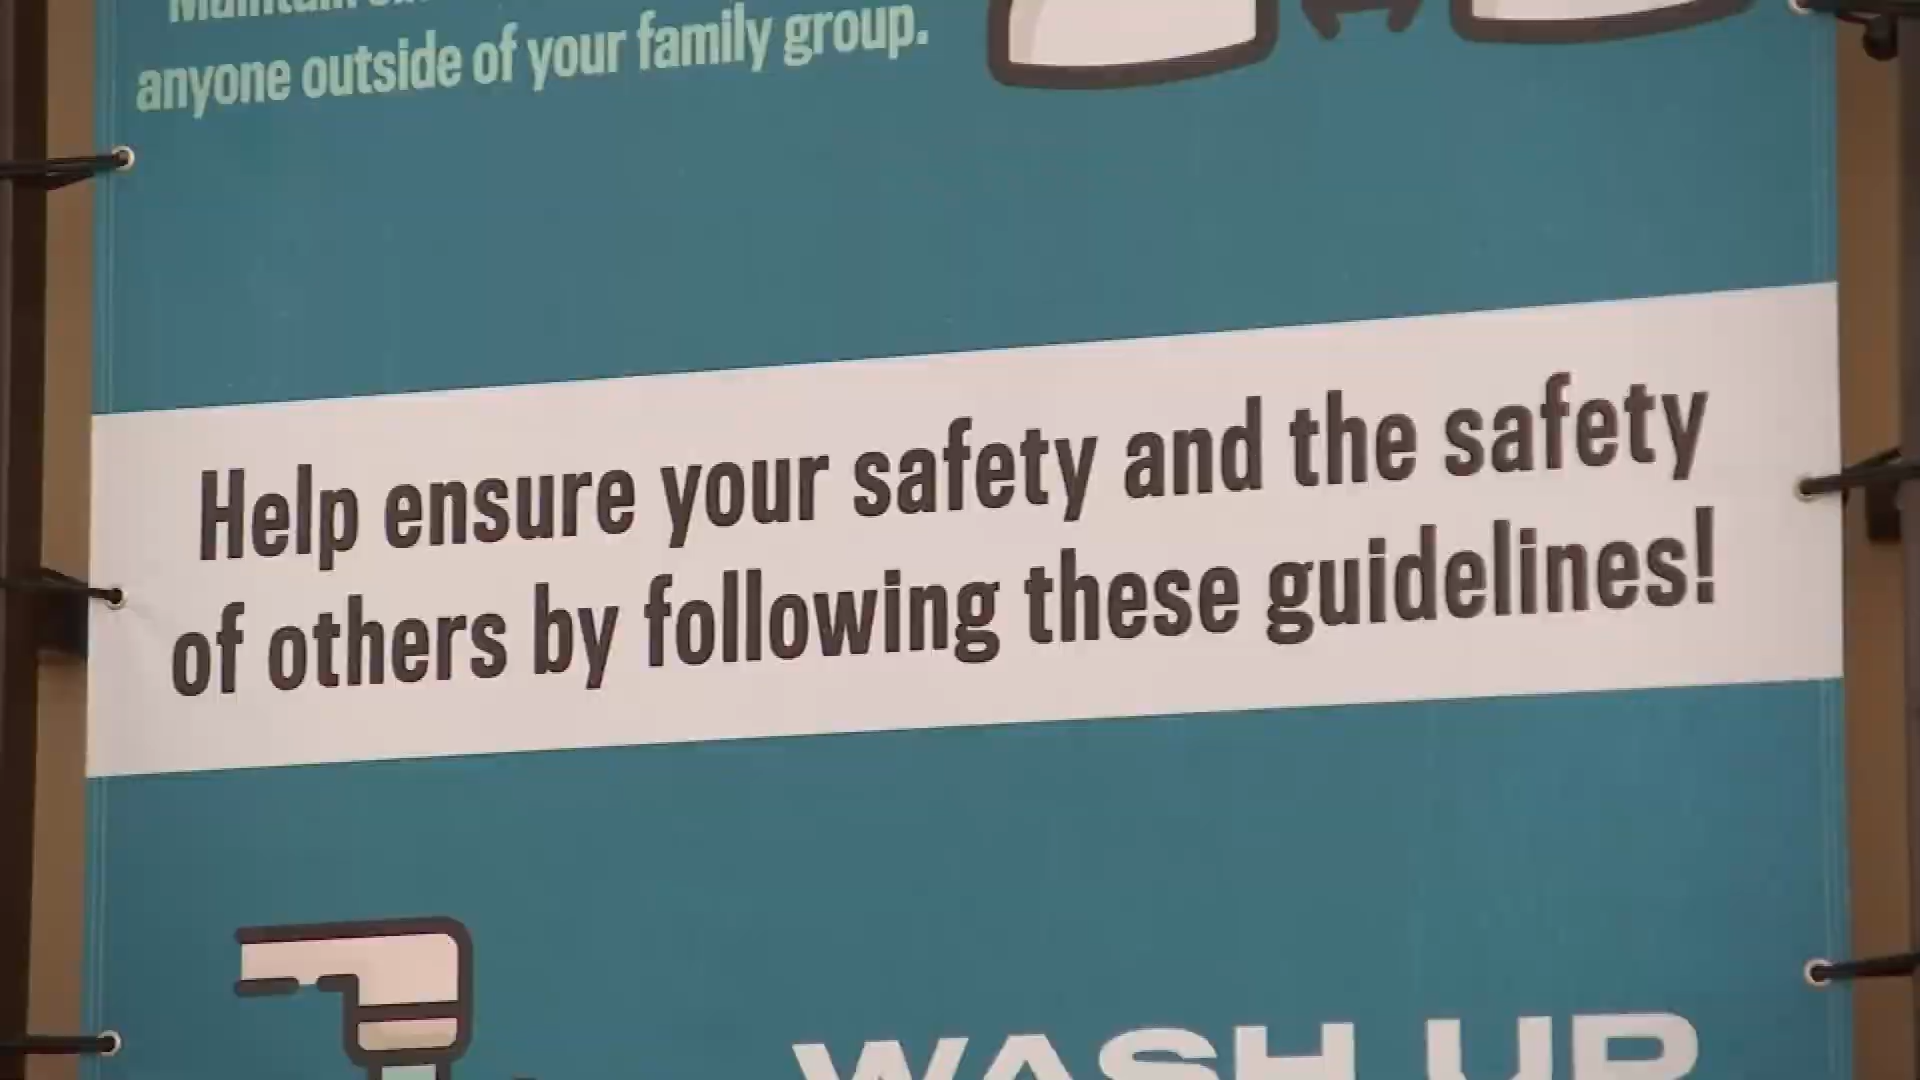 Maintain
anyone outside of your family group.
Help ensure your safety and the safety
of others by following these guidelines!
WASH UP